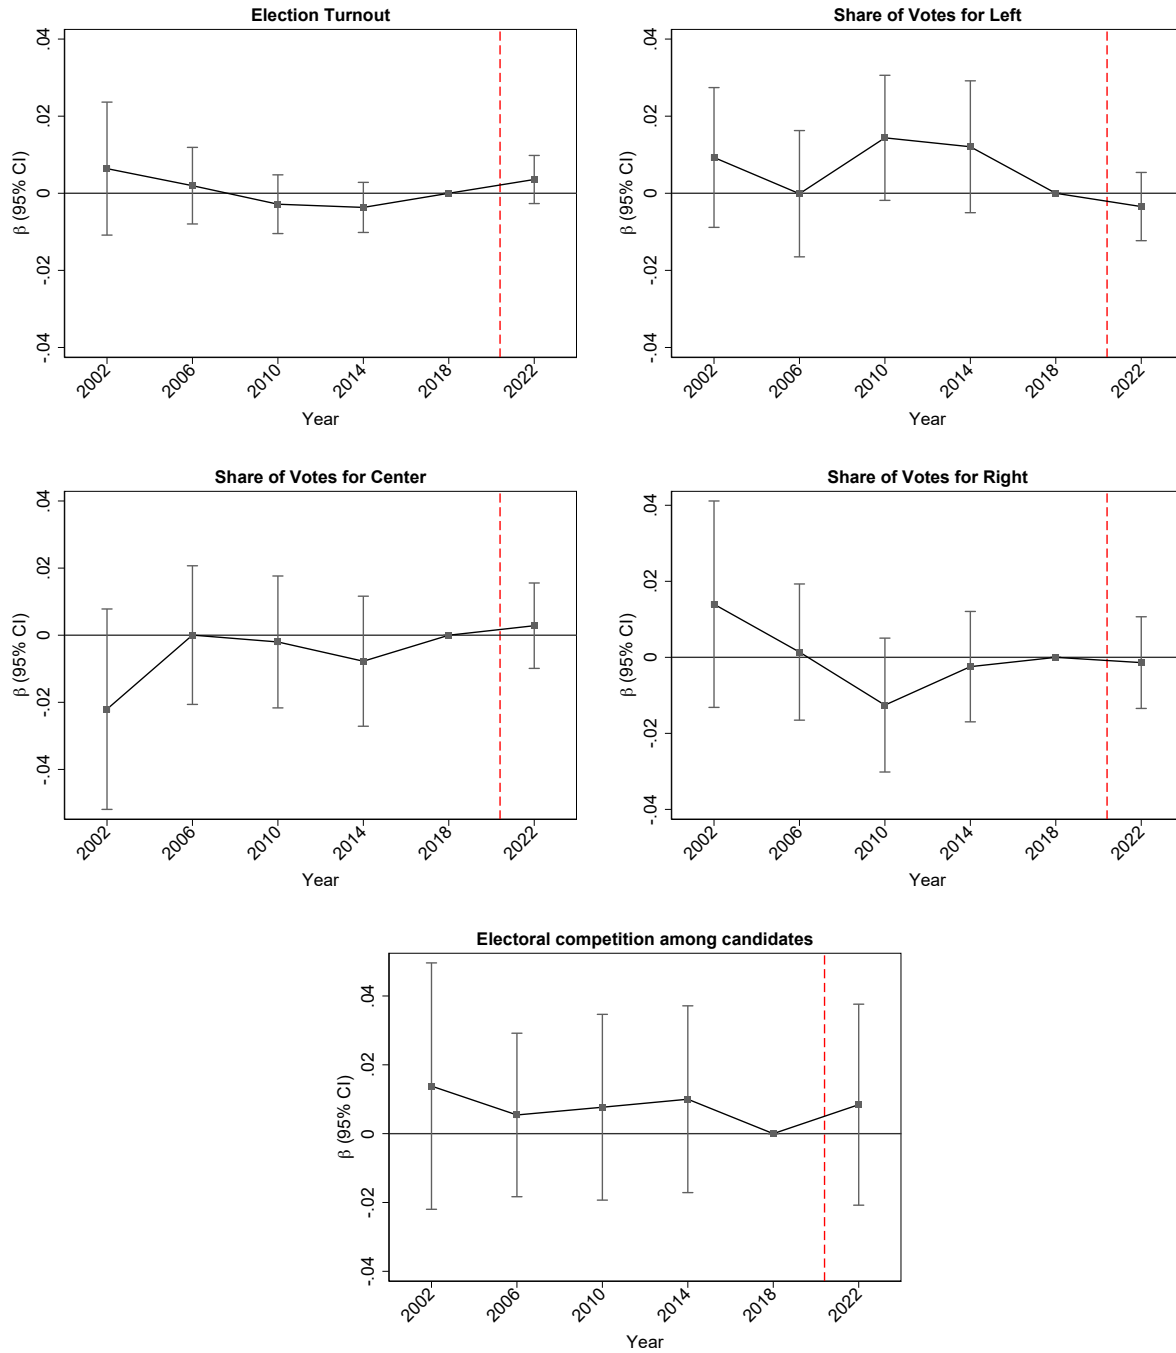 Election Turnout
β (95% CI)
.04
.02
0
-.02
-.04
2002 2006 2010 2014 2018 2022
Year
Share of Votes for Left
β (95% CI)
.04
.02
0
-.02
-.04
2002 2006 2010 2014 2018 2022
Year
Share of Votes for Center
β (95% CI)
.04
.02
0
-.02
-.04
2002 2006 2010 2014 2018 2022
Year
Share of Votes for Right
β (95% CI)
.04
.02
0
-.02
-.04
2002 2006 2010 2014 2018 2022
Year
Electoral competition among candidates
β (95% CI)
.04
.02
0
-.02
-.04
2002 2006 2010 2014 2018 2022
Year